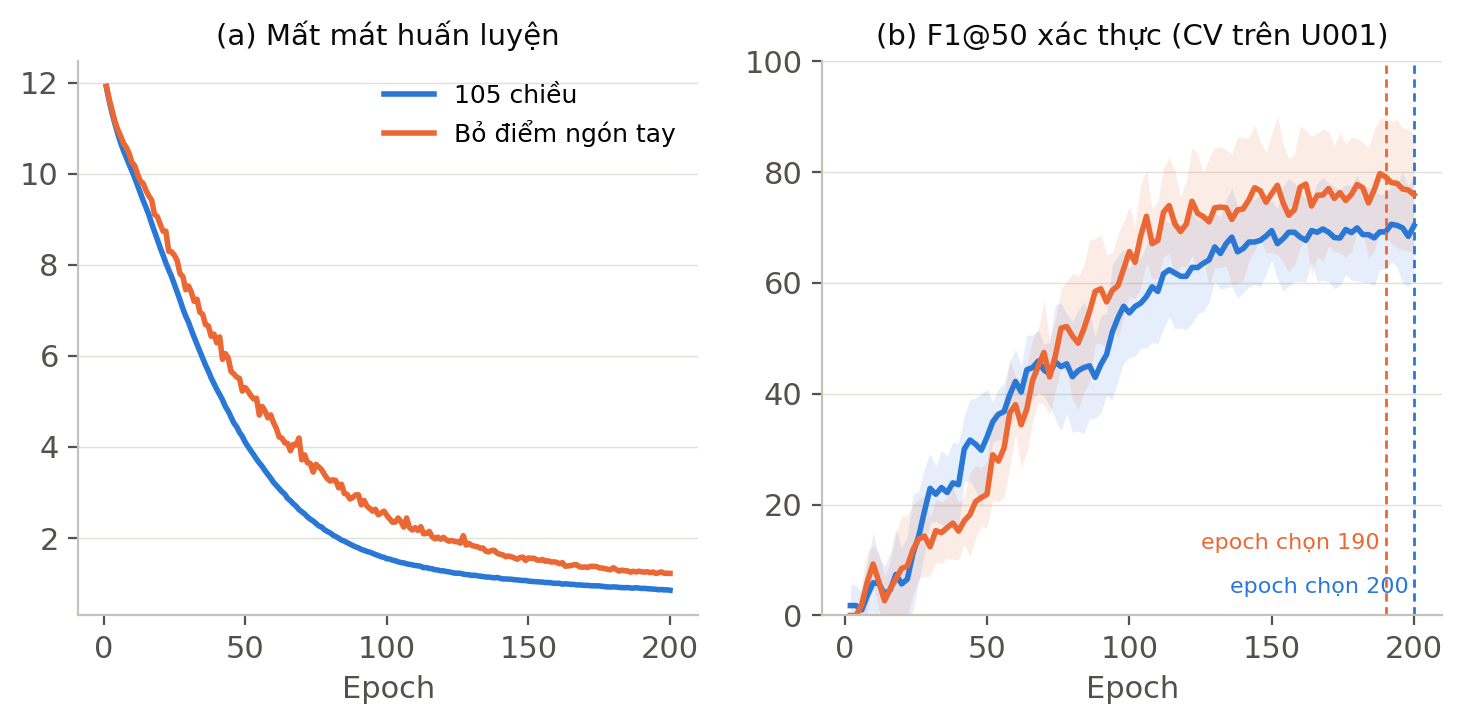 (a) Mất mát huấn luyện
12
10
8
6
4
2
105 chiều
Bỏ điểm ngón tay
0 50 100 150 200
Epoch
(b) F1@50 xác thực (CV trên U001)
100
80
60
40
20
0
epoch chọn 190
epoch chọn 200
0 50 100 150 200
Epoch